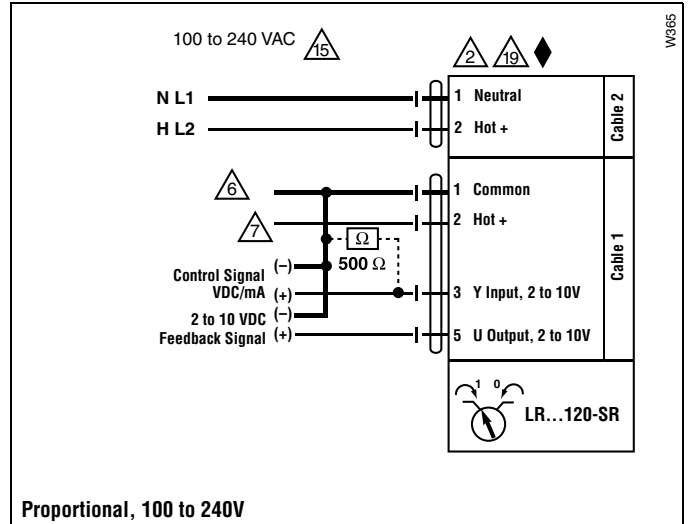 W365
100 to 240 VAC 15
2 19
N L1
1 Neutral
H L2
2 Hot +
Cable 2
6
1 Common
7
2 Hot +
Ω
500 Ω
Cable 1
Control Signal (–)
VDC/mA (+)
3 Y Input, 2 to 10V
2 to 10 VDC (–)
Feedback Signal (+)
5 U Output, 2 to 10V
1 0
LR…120-SR
Proportional, 100 to 240V